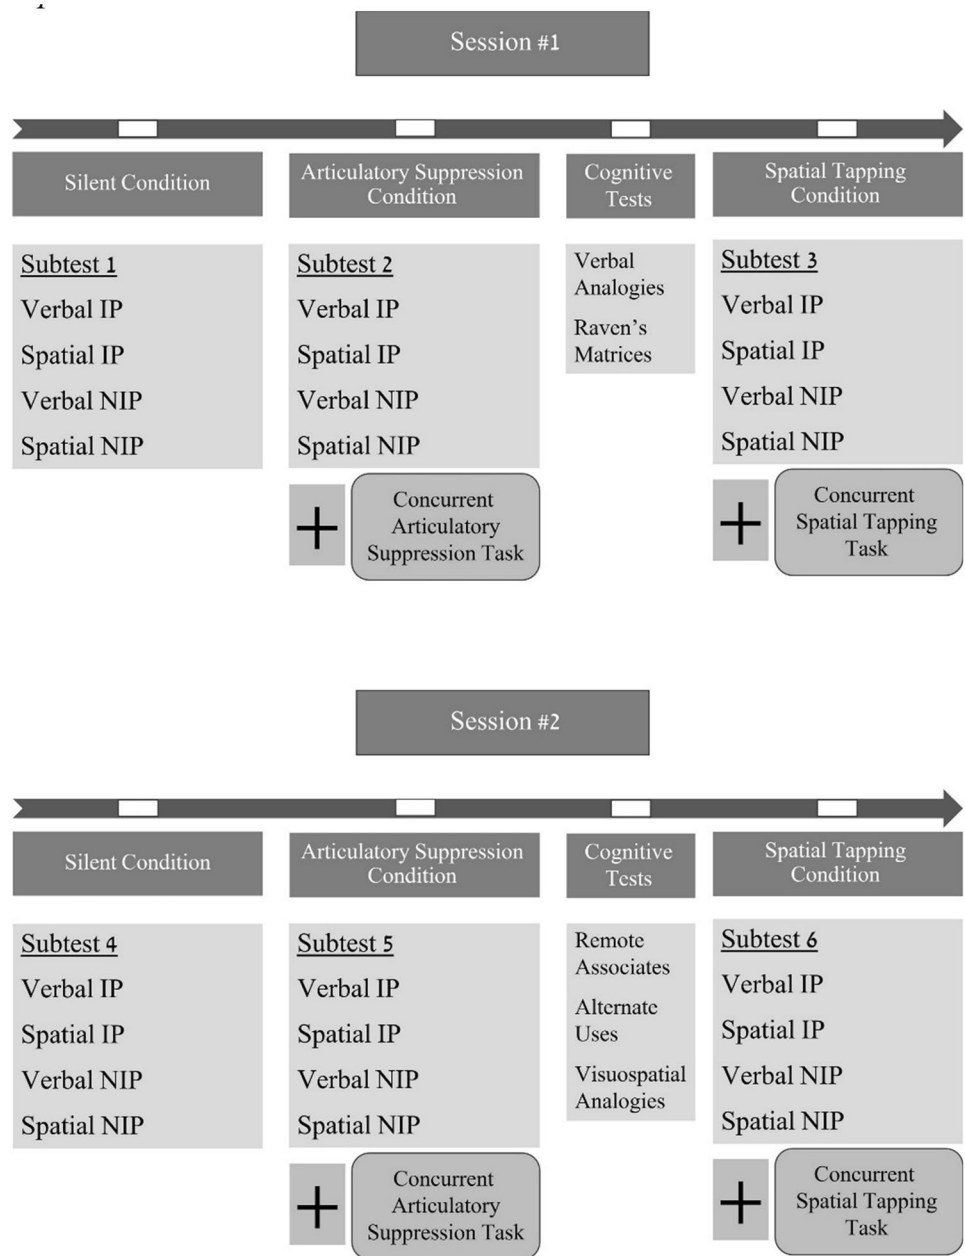 Session #1
Silent Condition
Articulatory Suppression
Condition
Cognitive
Tests
Spatial Tapping
Condition
Subtest 1
Verbal IP
Spatial IP
Verbal NIP
Spatial NIP
Subtest 2
Verbal IP
Spatial IP
Verbal NIP
Spatial NIP
+
Concurrent
Articulatory
Suppression Task
Verbal
Analogies
Raven’s
Matrices
Subtest 3
Verbal IP
Spatial IP
Verbal NIP
Spatial NIP
+
Concurrent
Spatial Tapping
Task
Session #2
Silent Condition
Articulatory Suppression
Condition
Cognitive
Tests
Spatial Tapping
Condition
Subtest 4
Verbal IP
Spatial IP
Verbal NIP
Spatial NIP
Subtest 5
Verbal IP
Spatial IP
Verbal NIP
Spatial NIP
+
Concurrent
Articulatory
Suppression Task
Remote
Associates
Alternate
Uses
Visuospatial
Analogies
Subtest 6
Verbal IP
Spatial IP
Verbal NIP
Spatial NIP
+
Concurrent
Spatial Tapping
Task